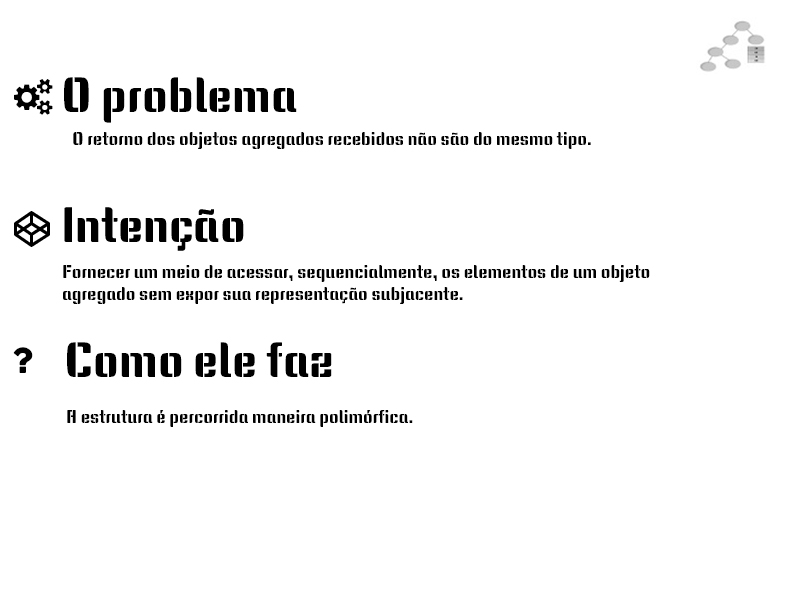 O problema
O retorno dos objetos agregados recebidos não são do mesmo tipo.
Intenção
Fornecer um meio de acessar, sequencialmente, os elementos de um objeto
agregado sem expor sua representação subjacente.
? Como ele faz
A estrutura é percorrida maneira polimórfica.